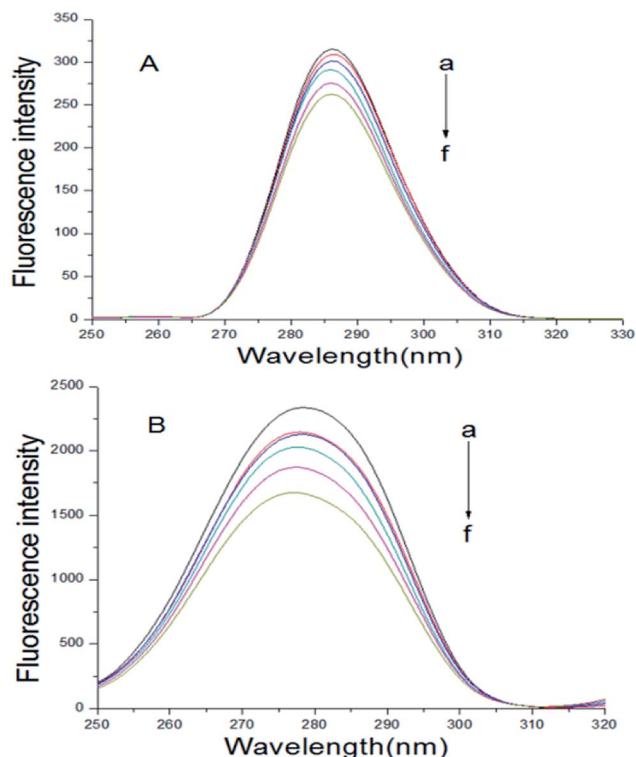 350
300
250
200
150
100
50
0
Fluorescence intensity
A
a
f
250 260 270 280 290 300 310 320 330
Wavelength(nm)
2500
2000
1500
1000
500
0
Fluorescence intensity
B
a
f
250 260 270 280 290 300 310 320
Wavelength(nm)